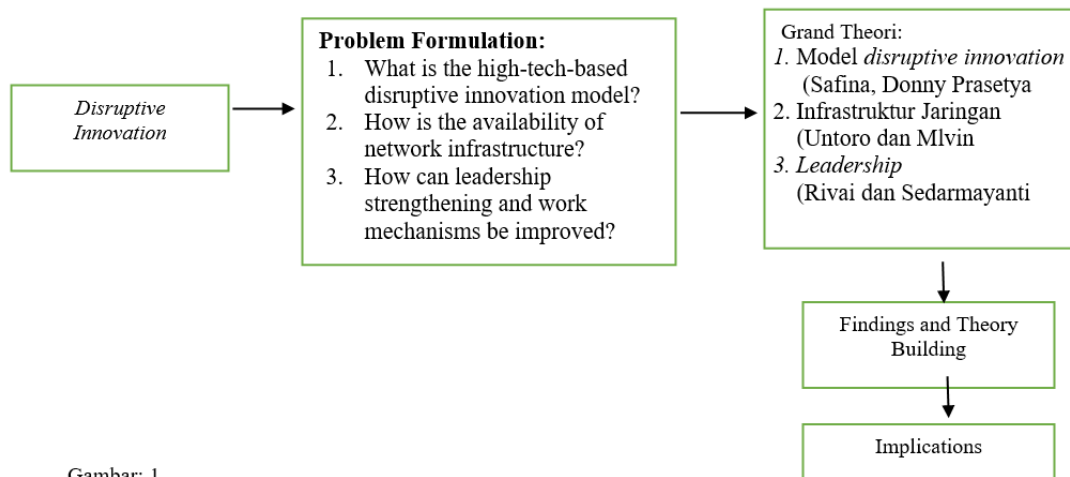 Disruptive
Innovation
Problem Formulation:
1. What is the high-tech-based
disruptive innovation model?
2. How is the availability of
network infrastructure?
3. How can leadership
strengthening and work
mechanisms be improved?
Grand Theori:
1. Model disruptive innovation
(Safina, Donny Prasetya
2. Infrastruktur Jaringan
(Untoro dan Mlvin
3. Leadership
(Rivai dan Sedarmayanti
Findings and Theory
Building
Implications
Gambar: 1